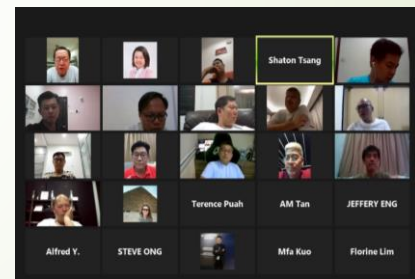 Shaton Tsang
Terence Puah
AM Tan
JEFFERY ENG
Alfred Y.
STEVE ONG
Mfa Kuo
Florine Lim